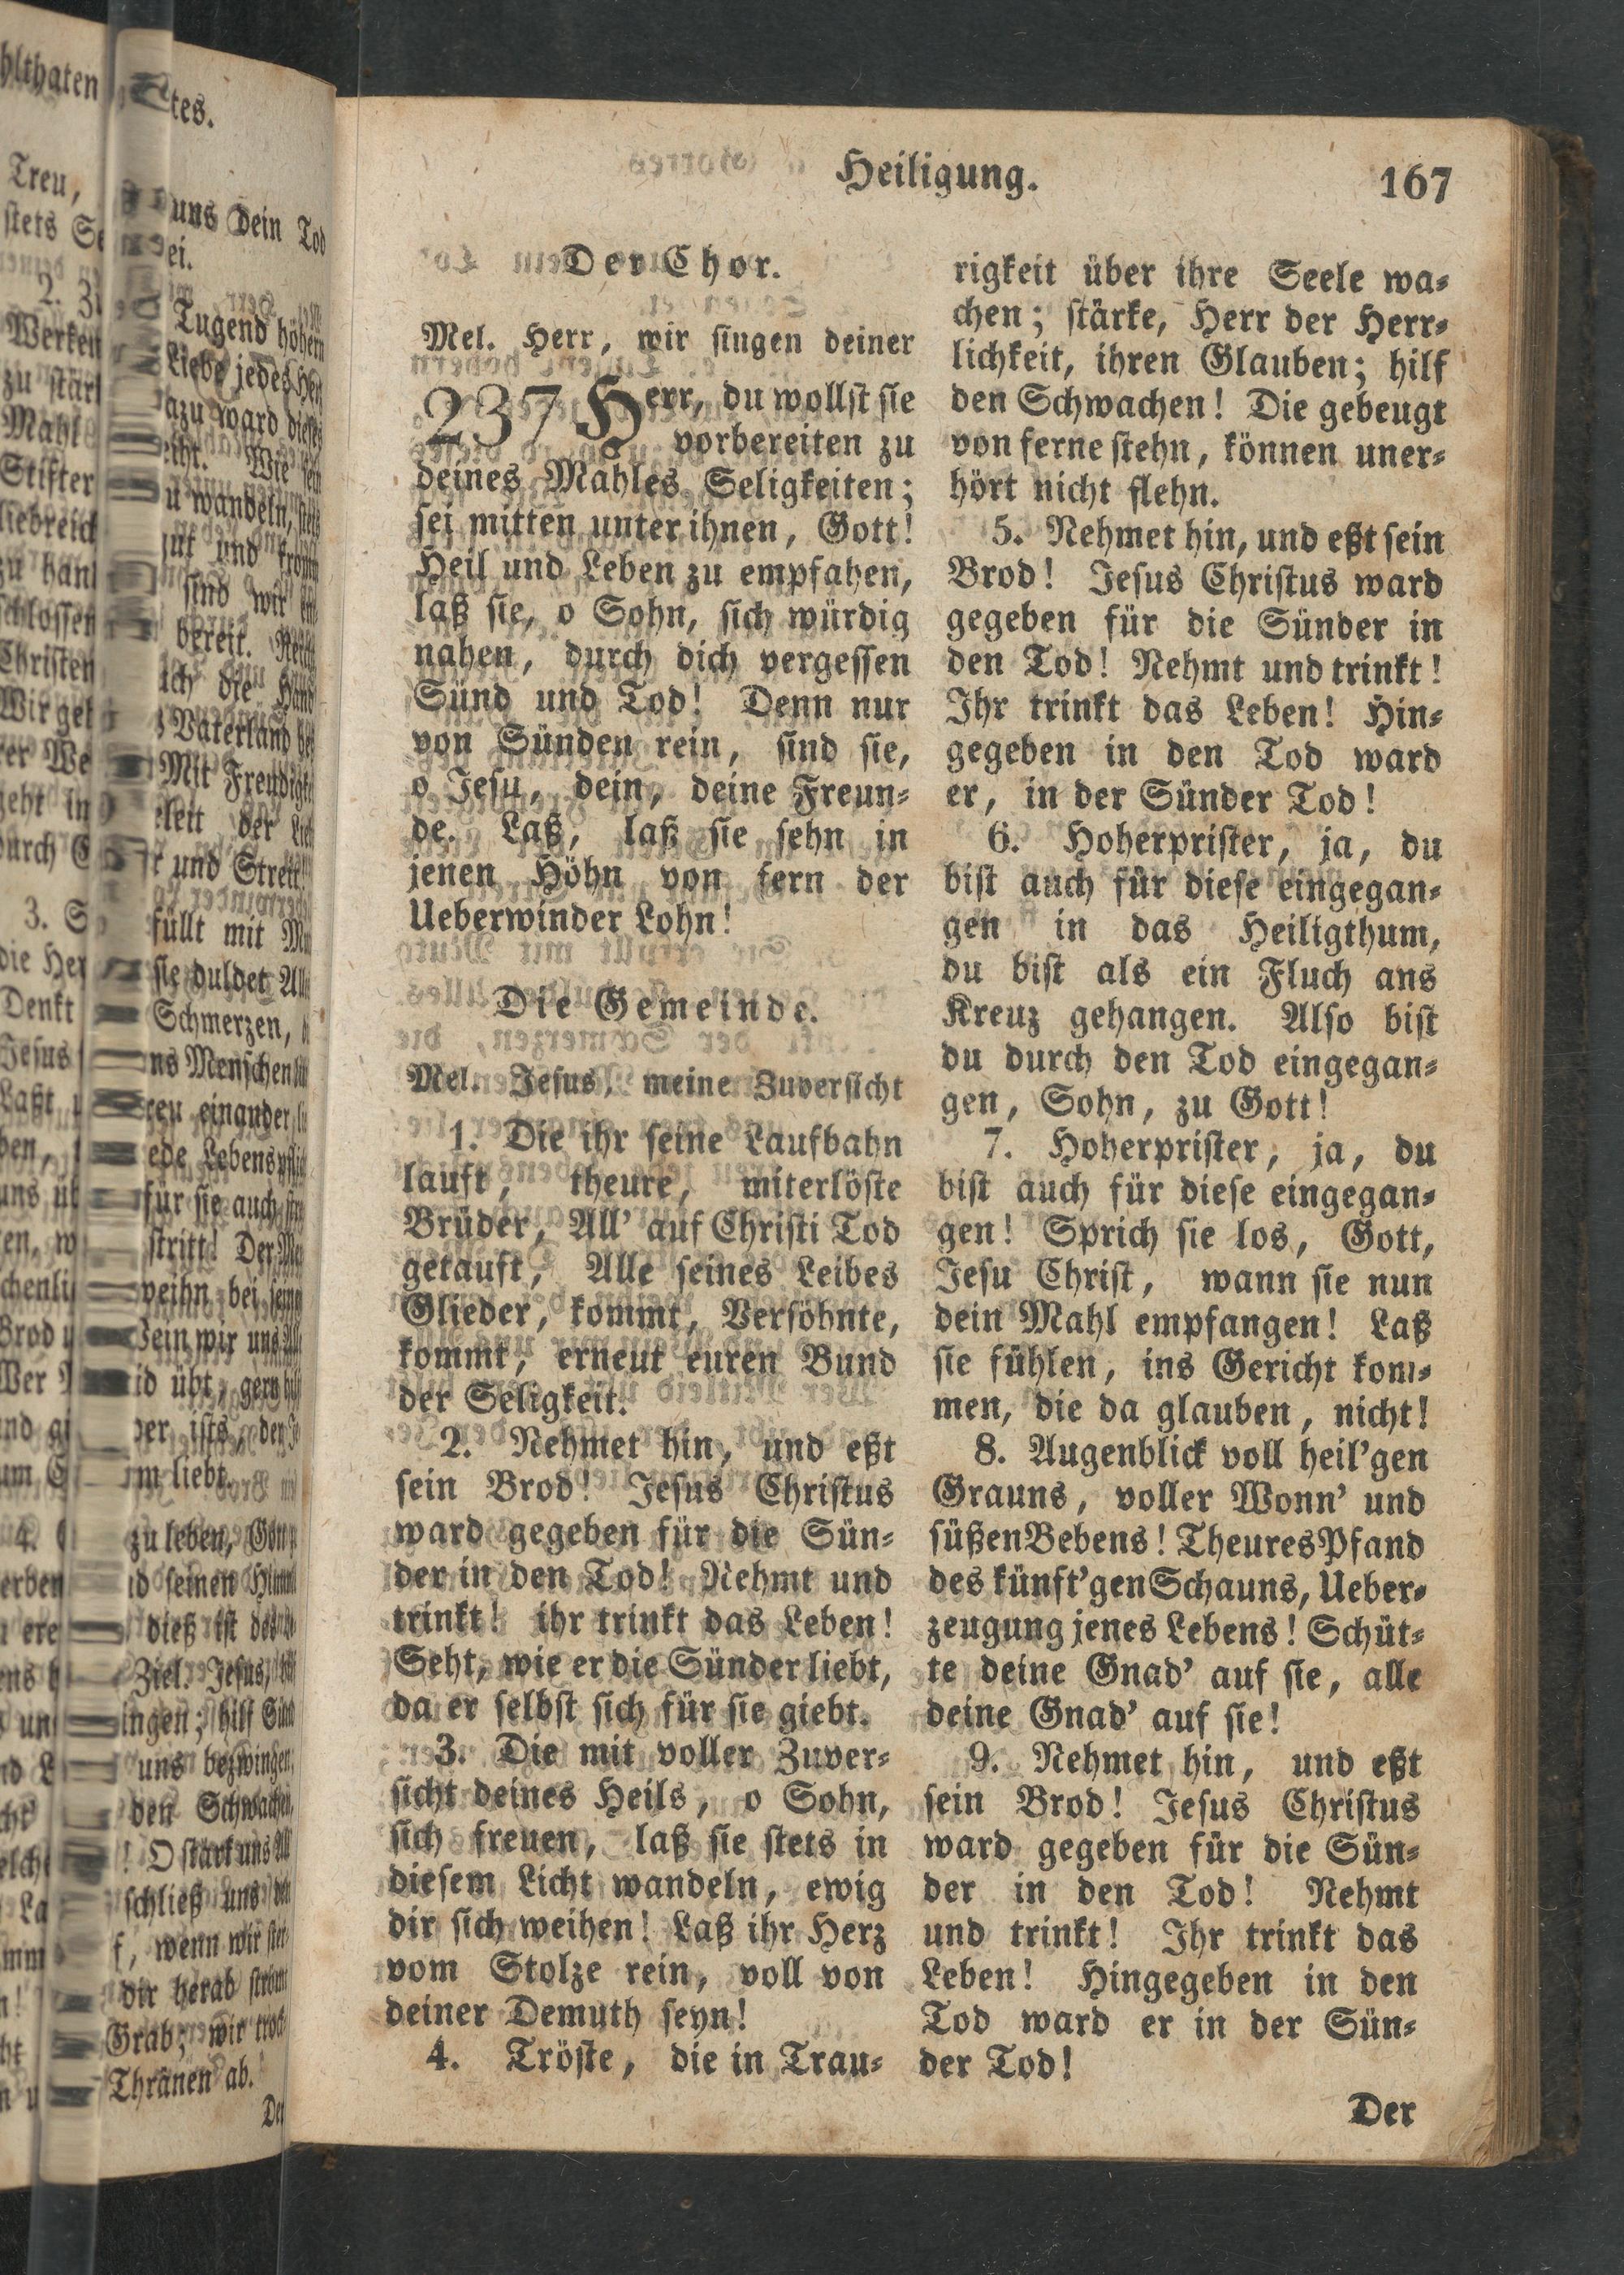 Heiligung. 167
Der Chor.
Mel. Herr, wir singen deiner
237 Herr, du wollst sie
vorbereiten zu
deines Mahles Seligkeiten;
sei mitten unter ihnen, Gott!
Heil und Leben zu empfahen,
laß sie, o Sohn, sich würdig
nahen, durch dich vergessen
Sünd und Tod! Denn nur
von Sünden rein, sind sie,
o Jesu, dein, deine Freun-
de. Laß, laß sie sehn in
jenen Höhn von fern der
Ueberwinder Lohn!
Die Gemeinde.
Mel. Jesus, meine Zuversicht
1. Die ihr seine Laufbahn
lauft, theure, miterlöste
Brüder, All' auf Christi Tod
getauft, Alle seines Leibes
Glieder, kommt, Versöhnte,
kommt, erneut euren Bund
der Seligkeit.
2. Nehmet hin, und eßt
sein Brod! Jesus Christus
ward gegeben für die Sün-
der in den Tod! Nehmt und
trinkt! ihr trinkt das Leben!
Seht, wie er die Sünder liebt,
da er selbst sich für sie giebt.
3. Die mit voller Zuver-
sicht deines Heils, o Sohn,
sich freuen, laß sie stets in
diesem Licht wandeln, ewig
dir sich weihen! Laß ihr Herz
vom Stolze rein, voll von
deiner Demuth seyn!
4. Tröste, die in Trau-
rigkeit über ihre Seele wa-
chen; stärke, Herr der Herr-
lichkeit, ihren Glauben; hilf
den Schwachen! Die gebeugt
von ferne stehn, können uner-
hört nicht flehn.
5. Nehmet hin, und eßt sein
Brod! Jesus Christus ward
gegeben für die Sünder in
den Tod! Nehmt und trinkt!
Ihr trinkt das Leben! Hin-
gegeben in den Tod ward
er, in der Sünder Tod!
6. Hoherprister, ja, du
bist auch für diese eingegan-
gen in das Heiligthum,
du bist als ein Fluch ans
Kreuz gehangen. Also bist
du durch den Tod eingegan-
gen, Sohn, zu Gott!
7. Hoherprister, ja, du
bist auch für diese eingegan-
gen! Sprich sie los, Gott,
Jesu Christ, wann sie nun
dein Mahl empfangen! Laß
sie fühlen, ins Gericht kom-
men, die da glauben, nicht!
8. Augenblick voll heil'gen
Grauns, voller Wonn' und
süßen Bebens! Theures Pfand
des künft'gen Schauns, Ueber-
zeugung jenes Lebens! Schüt-
te deine Gnad' auf sie, alle
deine Gnad' auf sie!
9. Nehmet hin, und eßt
sein Brod! Jesus Christus
ward gegeben für die Sün-
der in den Tod! Nehmt
und trinkt! Ihr trinkt das
Leben! Hingegeben in den
Tod ward er in der Sün-
der Tod!
Der